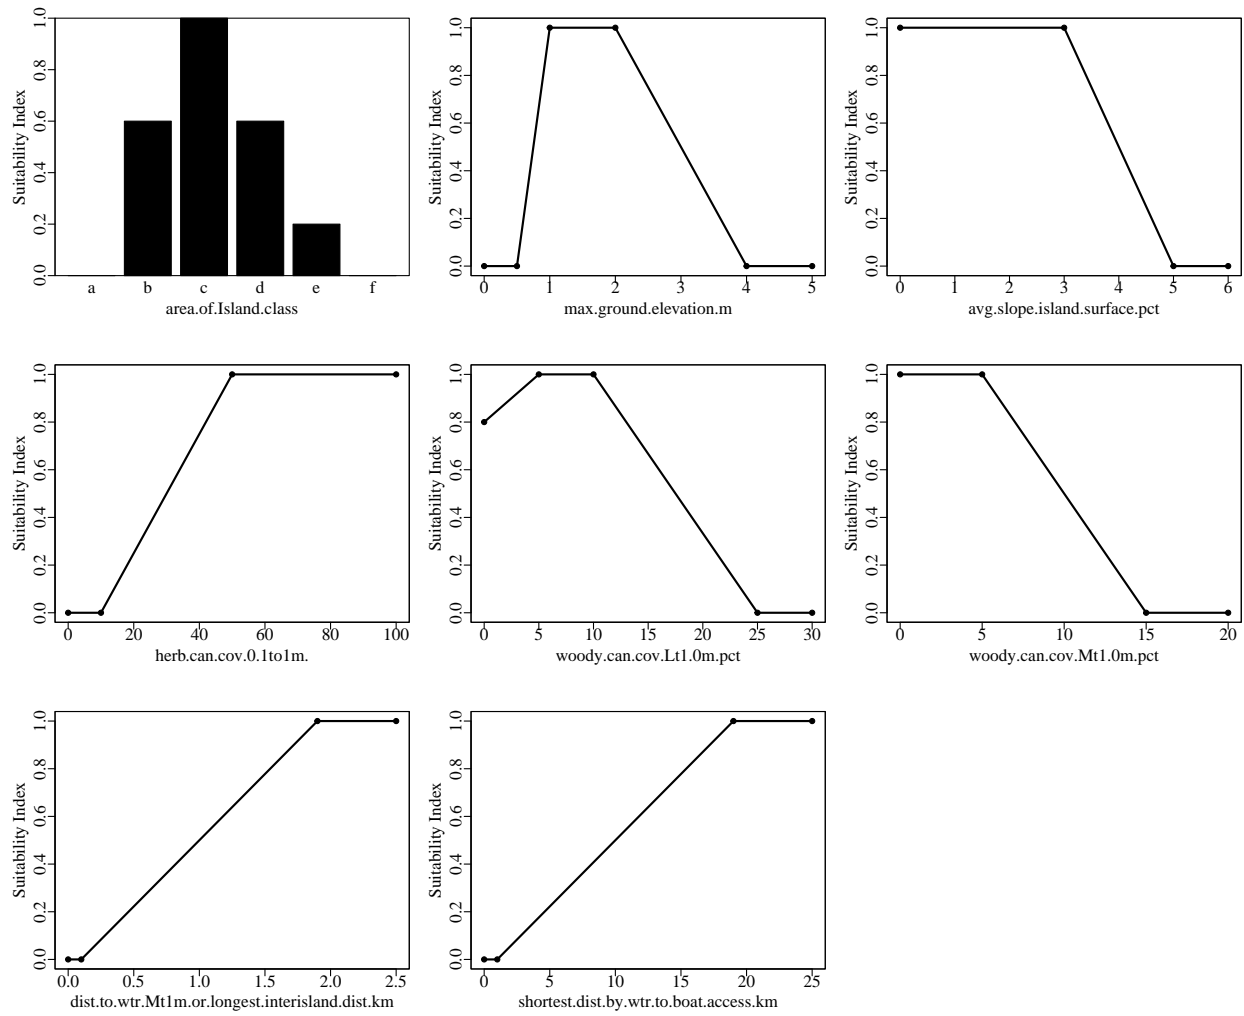 Suitability Index
0.0 0.2 0.4 0.6 0.8 1.0
a b c d e f
area.of.Island.class
Suitability Index
0.0 0.2 0.4 0.6 0.8 1.0
0 1 2 3 4 5
max.ground.elevation.m
Suitability Index
0.0 0.2 0.4 0.6 0.8 1.0
0 1 2 3 4 5 6
avg.slope.island.surface.pct
Suitability Index
0.0 0.2 0.4 0.6 0.8 1.0
0 20 40 60 80 100
herb.can.cov.0.1to1m.
Suitability Index
0.0 0.2 0.4 0.6 0.8 1.0
0 5 10 15 20 25 30
woody.can.cov.Lt1.0m.pct
Suitability Index
0.0 0.2 0.4 0.6 0.8 1.0
0 5 10 15 20
woody.can.cov.Mt1.0m.pct
Suitability Index
0.0 0.2 0.4 0.6 0.8 1.0
0.0 0.5 1.0 1.5 2.0 2.5
dist.to.wtr.Mt1m.or.longest.interisland.dist.km
Suitability Index
0.0 0.2 0.4 0.6 0.8 1.0
0 5 10 15 20 25
shortest.dist.by.wtr.to.boat.access.km